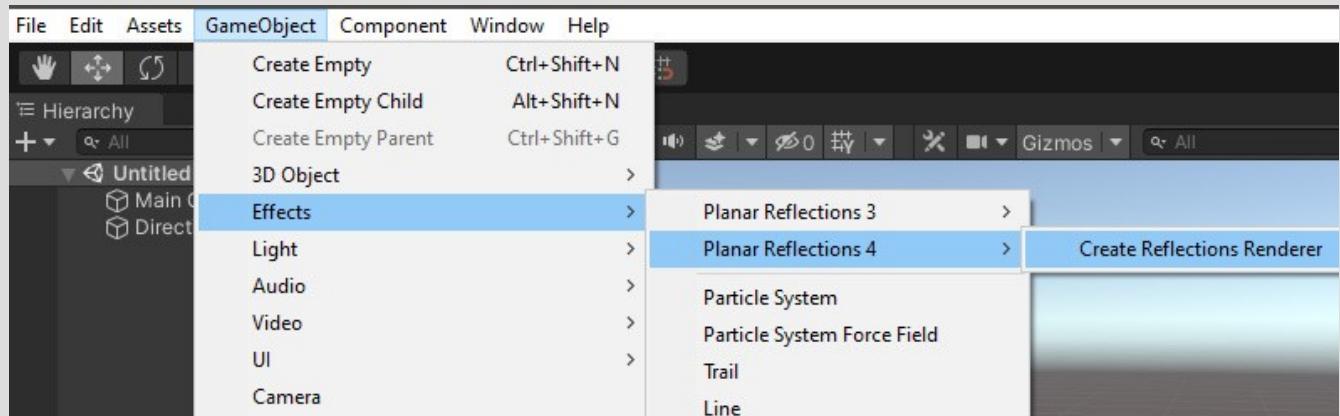 File Edit Assets GameObject Component Window Help
Create Empty Ctrl+Shift+N
Create Empty Child Alt+Shift+N
Hierarchy
All
Create Empty Parent Ctrl+Shift+G
0
Gizmos
All
Untitled
3D Object
Main
Effects
Planar Reflections 3
Direct
Light
Planar Reflections 4
Create Reflections Renderer
Audio
Particle System
Video
Particle System Force Field
UI
Trail
Camera
Line